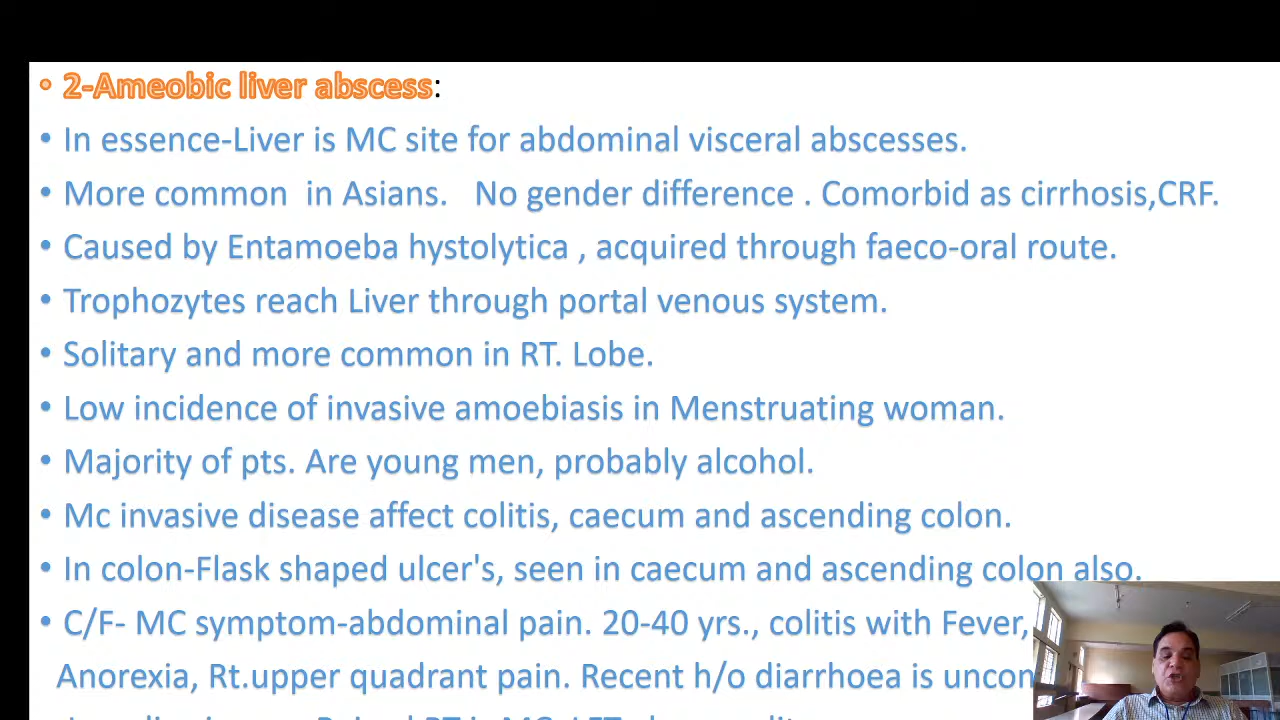 • 2-Ameobic liver abscess:
• In essence-Liver is MC site for abdominal visceral abscesses.
• More common in Asians. No gender difference . Comorbid as cirrhosis,CRF.
• Caused by Entamoeba hystolytica , acquired through faeco-oral route.
• Trophozytes reach Liver through portal venous system.
• Solitary and more common in RT. Lobe.
• Low incidence of invasive amoebiasis in Menstruating woman.
• Majority of pts. Are young men, probably alcohol.
• Mc invasive disease affect colitis, caecum and ascending colon.
• In colon-Flask shaped ulcer's, seen in caecum and ascending colon also.
• C/F- MC symptom-abdominal pain. 20-40 yrs., colitis with Fever,
Anorexia, Rt.upper quadrant pain. Recent h/o diarrhoea is